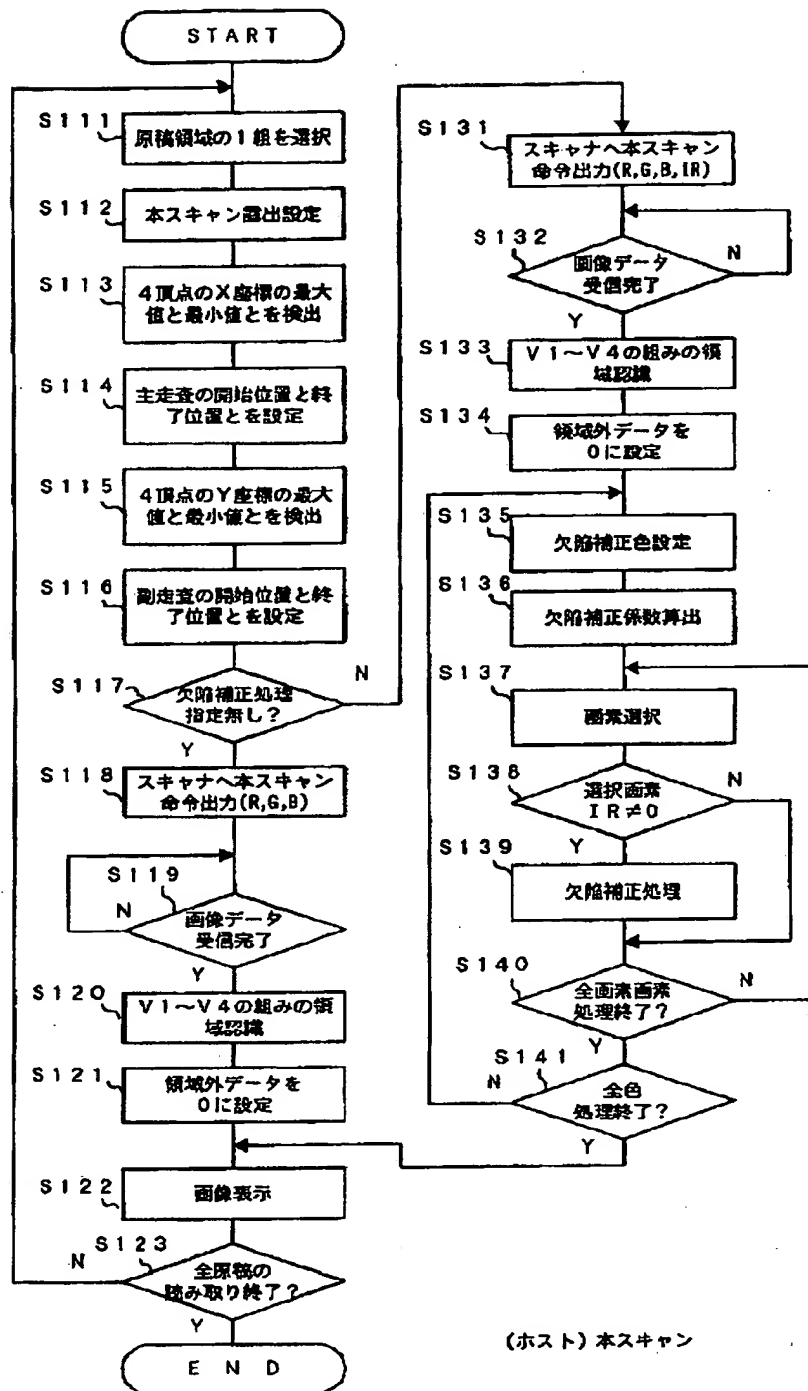 START
S111
原稿領域の1組を選択
S112
本スキャン露出設定
S113
4頂点のX座標の最大
値と最小値とを検出
S114
主走査の開始位置と終
了位置とを設定
S115
4頂点のY座標の最大
値と最小値とを検出
S116
副走査の開始位置と終
了位置とを設定
S117
欠陥補正処理
指定無し?
N
Y
S118
スキャナへ本スキャン
命令出力(R,G,B)
S119
画像データ
受信完了
N
Y
S120
V1~V4の組みの領
域認識
S121
領域外データを
0に設定
S122
画像表示
S123
全原稿の
読み取り終了?
N
Y
END
S131
スキャナへ本スキャン
命令出力(R,G,B,IR)
S132
画像データ
受信完了
N
Y
S133
V1~V4の組みの領
域認識
S134
領域外データを
0に設定
S135
欠陥補正色設定
S136
欠陥補正係数算出
S137
画素選択
S138
選択画素
IR≠0
N
Y
S139
欠陥補正処理
S140
全画素画素
処理終了?
N
Y
S141
全色
処理終了?
N
Y
(ホスト)本スキャン